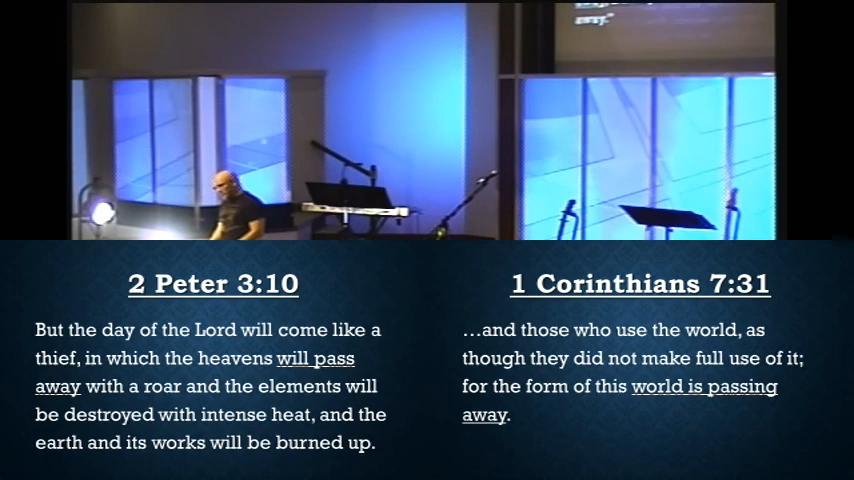 away."
2 Peter 3:10
But the day of the Lord will come like a
thief, in which the heavens will pass
away with a roar and the elements will
be destroyed with intense heat, and the
earth and its works will be burned up.
1 Corinthians 7:31
…and those who use the world, as
though they did not make full use of it;
for the form of this world is passing
away.